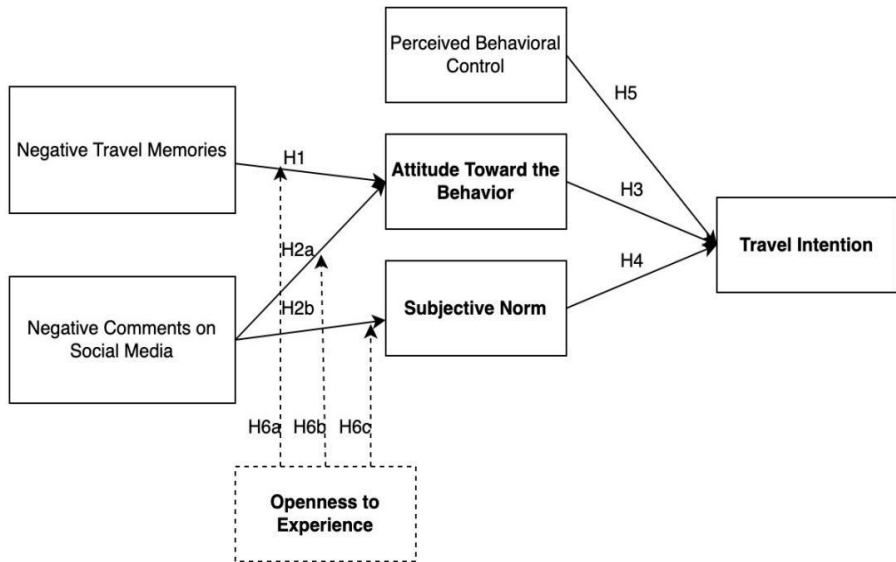 Perceived Behavioral
Control
H5
Negative Travel Memories
H1
Attitude Toward the
Behavior
H3
Travel Intention
H2a
H4
H2b
Subjective Norm
Negative Comments on
Social Media
H6a
H6b
H6c
Openness to
Experience